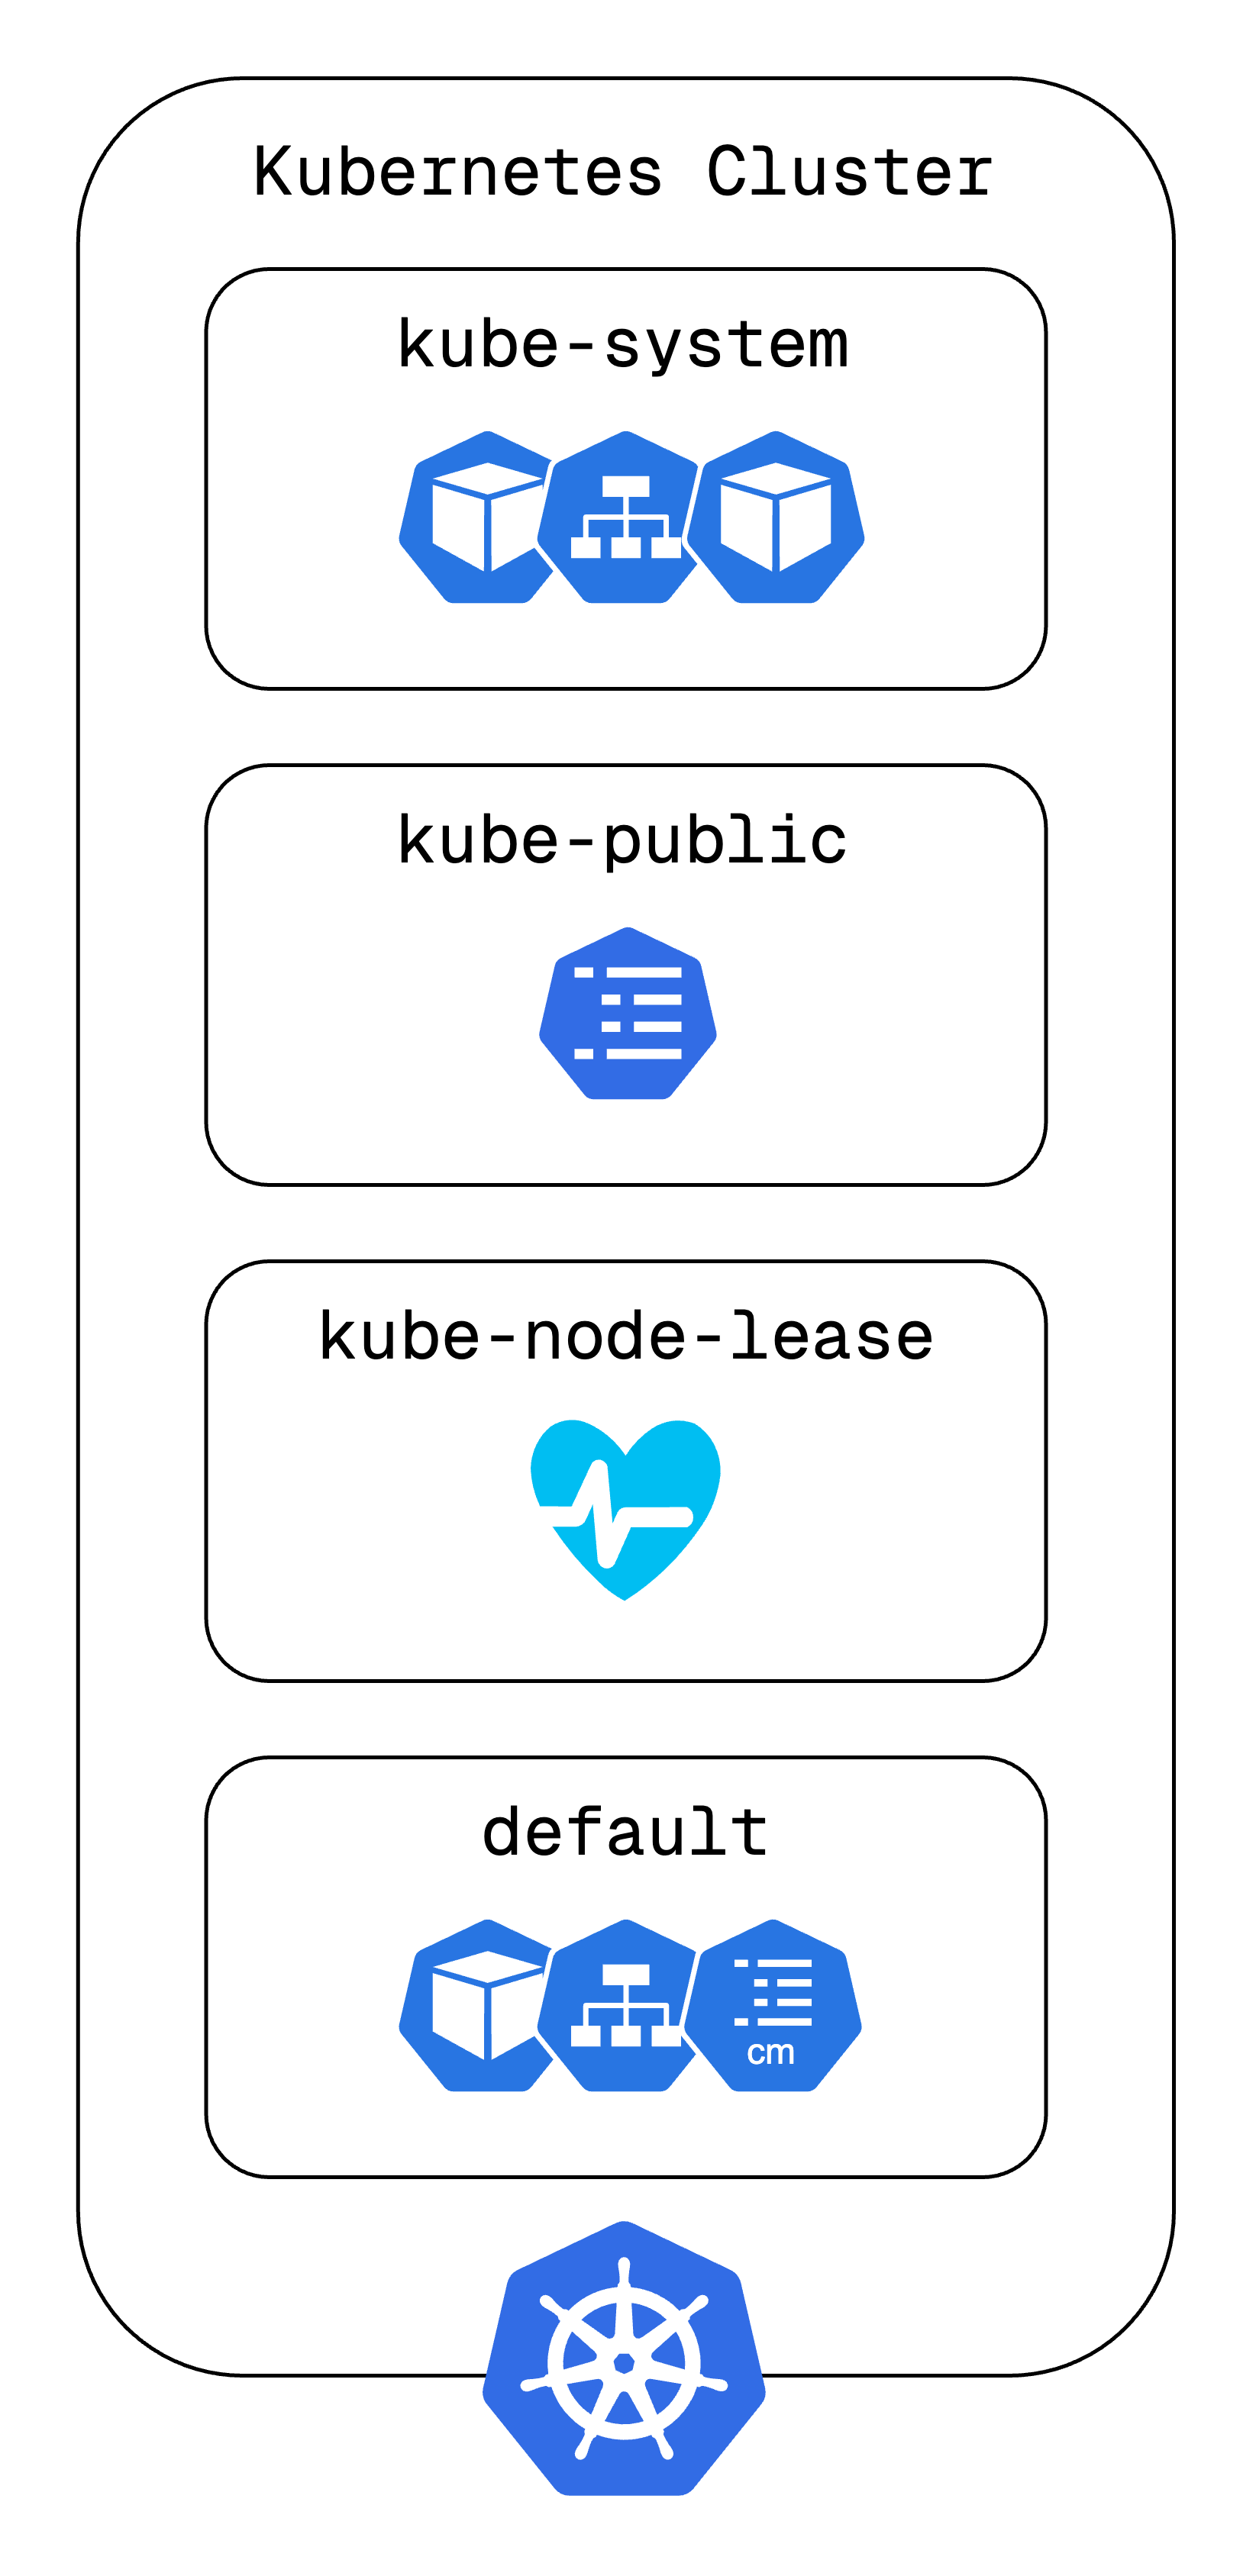 Kubernetes Cluster
kube-system
kube-public
kube-node-lease
default
cm